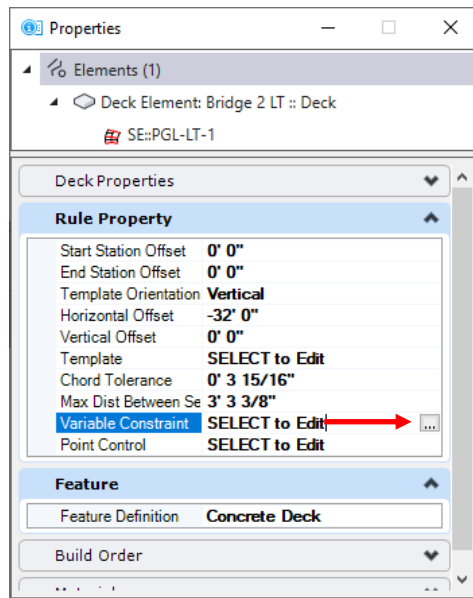 Properties
Elements (1)
Deck Element: Bridge 2 LT :: Deck
SE::PGL-LT-1
Deck Properties
Rule Property
Start Station Offset 0' 0"
End Station Offset 0' 0"
Template Orientation Vertical
Horizontal Offset -32' 0"
Vertical Offset 0' 0"
Template SELECT to Edit
Chord Tolerance 0' 3 15/16"
Max Dist Between Se 3' 3 3/8"
Variable Constraint SELECT to Edit ...
Point Control SELECT to Edit
Feature
Feature Definition Concrete Deck
Build Order